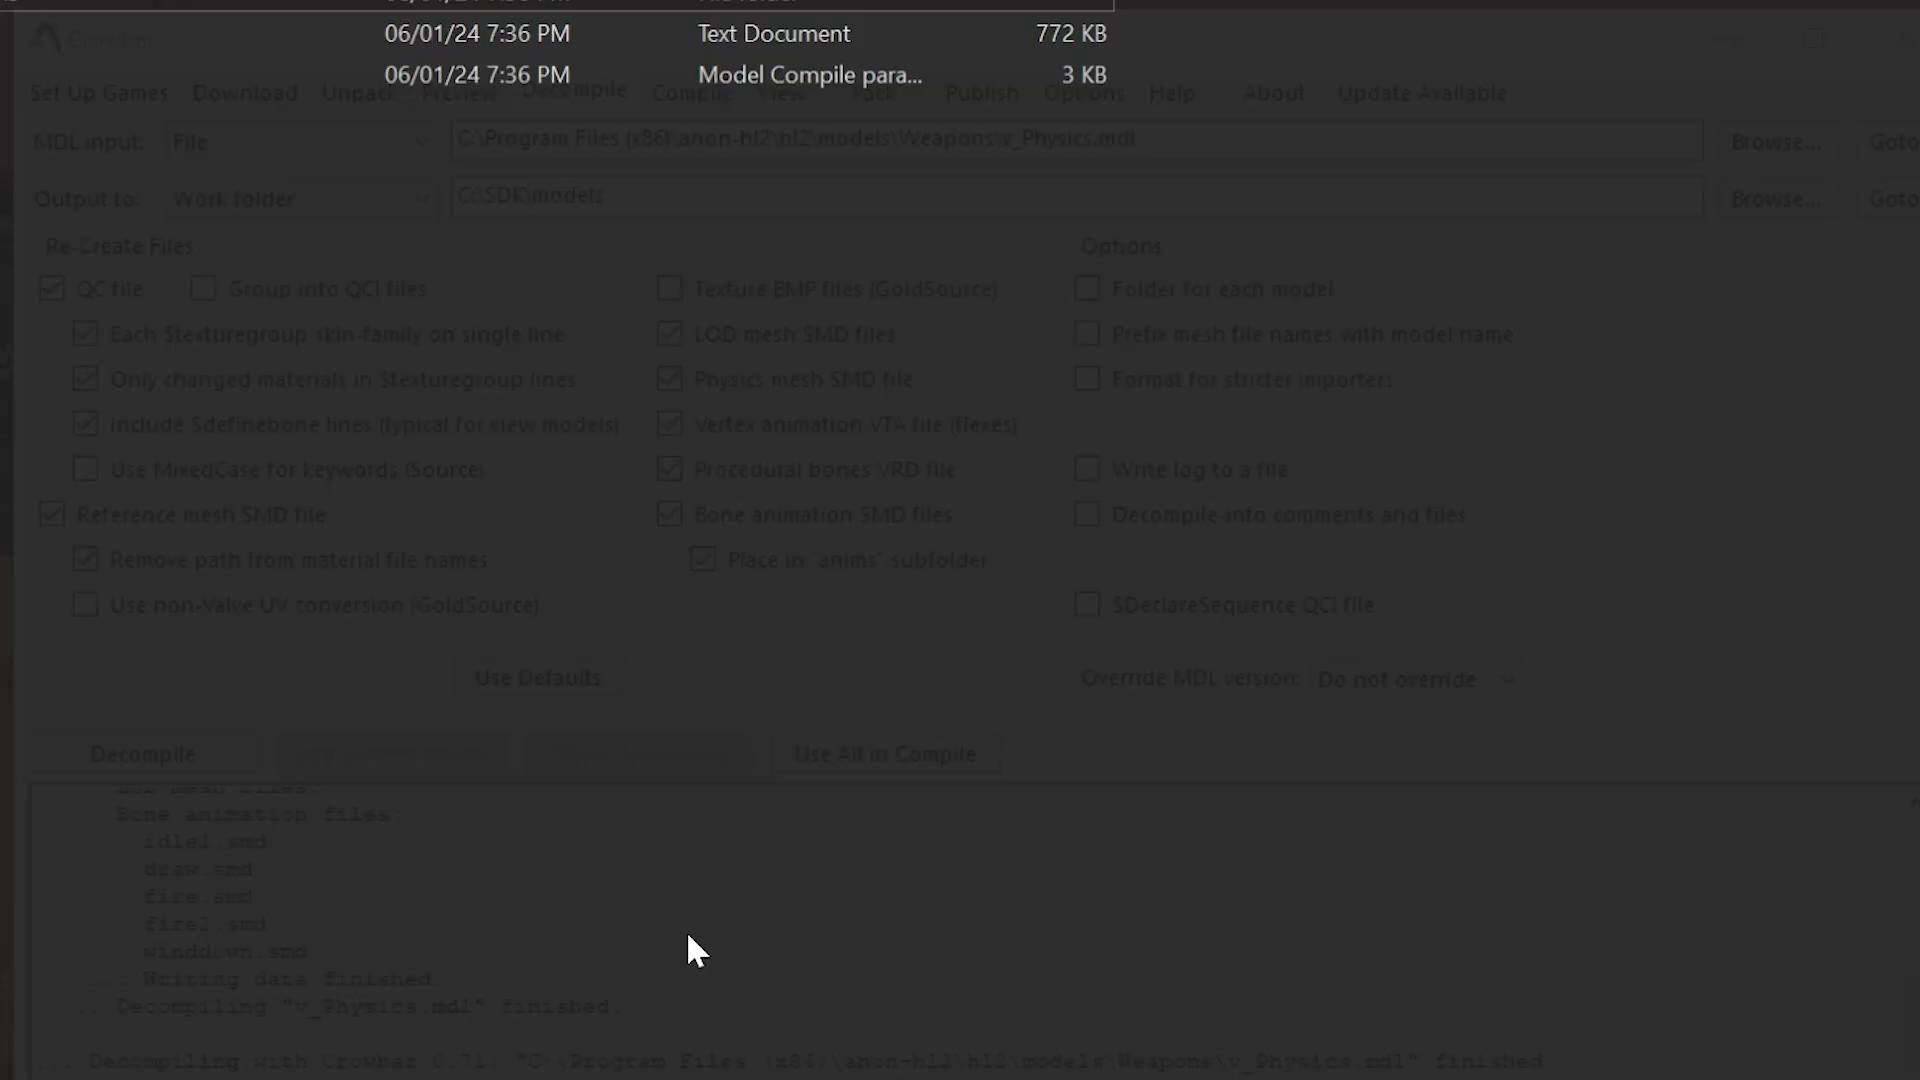 06/01/24 7:36 PM Text Document 772 KB
06/01/24 7:36 PM Model Compile para... 3 KB
Crowbar
Set Up Games Download Unpack Preview Decompile Compile View Pack Publish Options Help About Update Available
MDL input: File C:\Program Files (x86)\anon-hl2\hl2\models\Weapons\v_Physics.mdl Browse... Goto
Output to: Work folder C:\SDK\models Browse... Goto
Re-Create Files Options
QC file Group into QCI files Texture BMP files (GoldSource) Folder for each model
Each $texturegroup skin-family on single line LOD mesh SMD files Prefix mesh file names with model name
Only changed materials in $texturegroup lines Physics mesh SMD file Format for stricter importers
Include $definebone lines (typical for view models) Vertex animation VTA file (flexes)
Use MixedCase for keywords (Source) Procedural bones VRD file Write log to a file
Reference mesh SMD file Bone animation SMD files Decompile-info comments and files
Remove path from material file names Place in "anims" subfolder
Use non-Valve UV conversion (GoldSource) $DeclareSequence QCI file
Use Defaults Override MDL version: Do not override
Decompile Use All in Compile
Bone animation files:
idle1.smd
draw.smd
fire.smd
fire2.smd
winddown.smd
... Writing data finished.
... Decompiling "v_Physics.mdl" finished.
... Decompiling with Crowbar 0.71: "C:\Program Files (x86)\anon-hl2\hl2\models\Weapons\v_Physics.mdl" finished